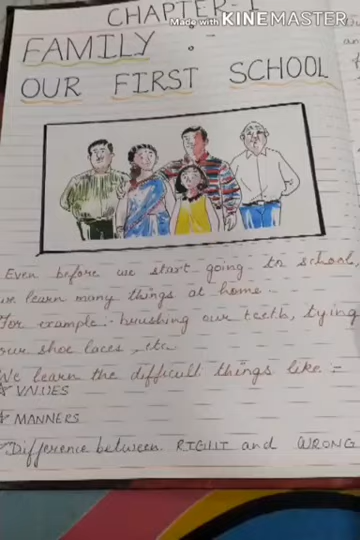 CHAPTER-1
Made with KINEMASTER
FAMILY :-
OUR FIRST SCHOOL
Even before we start going to school,
we learn many things at home.
For example:- brushing our teeth, tying
our shoe laces, etc.
We learn the difficult things like :-
☆ VALUES
☆ MANNERS
Difference between RIGHT and WRONG